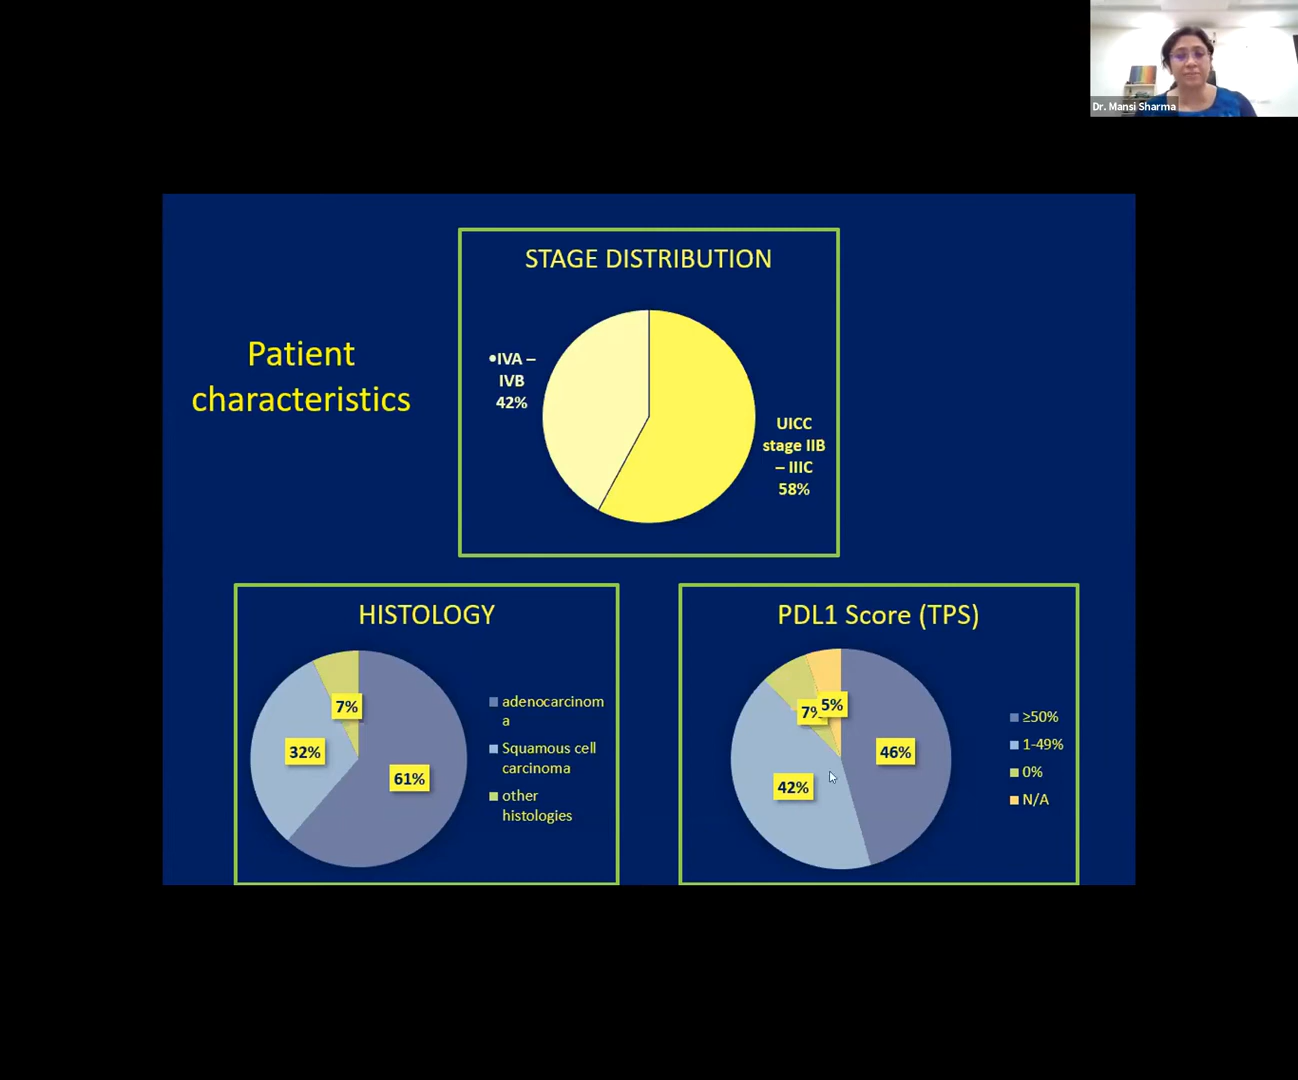 Dr. Mansi Sharma
STAGE DISTRIBUTION
Patient
characteristics
•IVA –
IVB
42%
UICC
stage IIB
– IIIC
58%
HISTOLOGY
7%
32%
61%
adenocarcinom
a
Squamous cell
carcinoma
other
histologies
PDL1 Score (TPS)
7%
5%
46%
42%
≥50%
1-49%
0%
N/A